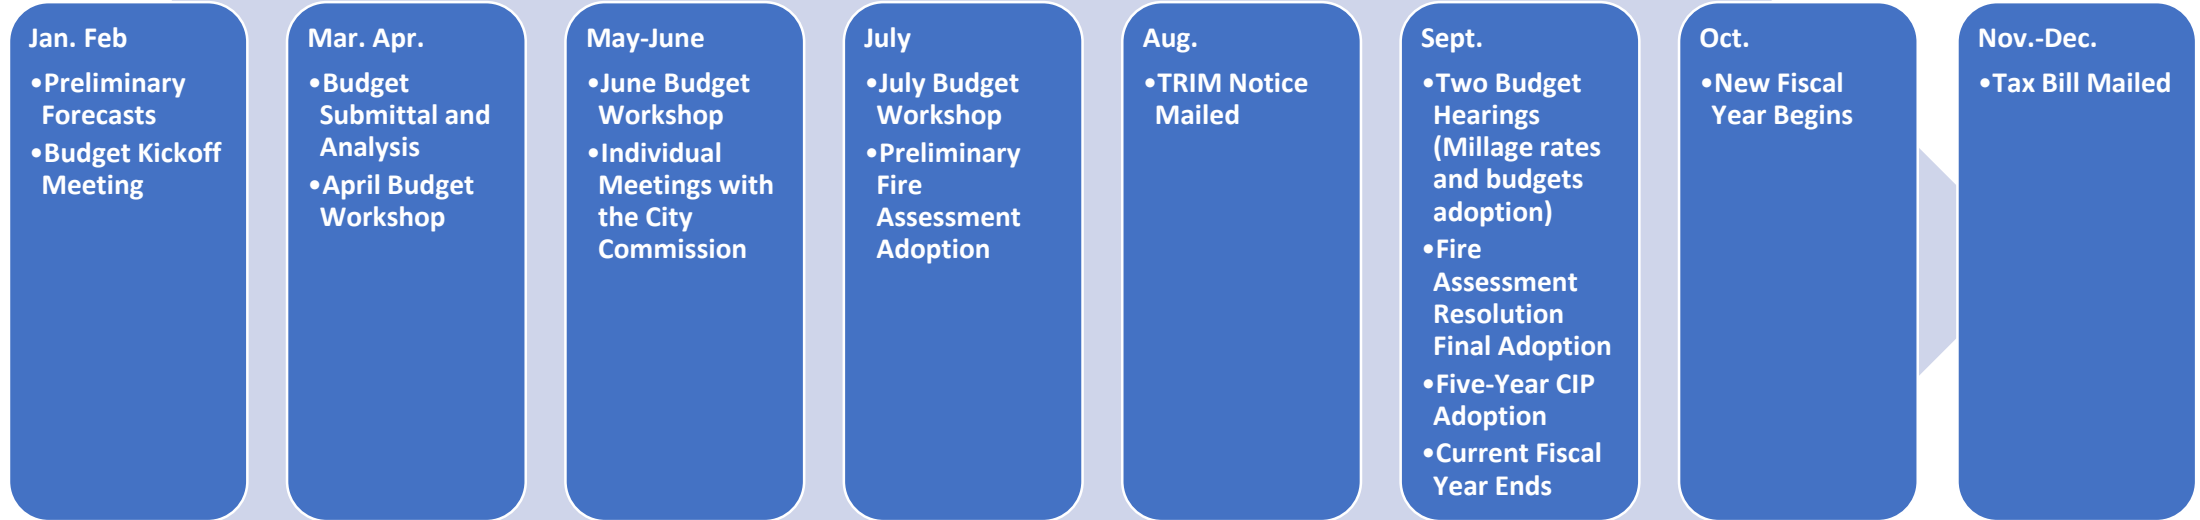 Jan. Feb
•Preliminary
Forecasts
•Budget Kickoff
Meeting
Mar. Apr.
•Budget
Submittal and
Analysis
•April Budget
Workshop
May-June
•June Budget
Workshop
•Individual
Meetings with
the City
Commission
July
•July Budget
Workshop
•Preliminary
Fire
Assessment
Adoption
Aug.
•TRIM Notice
Mailed
Sept.
•Two Budget
Hearings
(Millage rates
and budgets
adoption)
•Fire
Assessment
Resolution
Final Adoption
•Five-Year CIP
Adoption
•Current Fiscal
Year Ends
Oct.
•New Fiscal
Year Begins
Nov.-Dec.
•Tax Bill Mailed